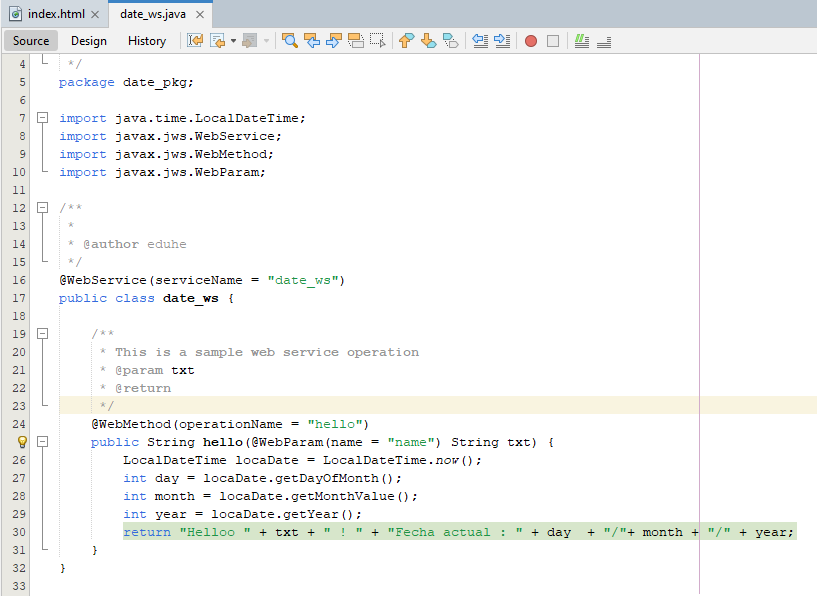 index.html
date_ws.java
Source Design History
4 */
5 package date_pkg;
6
7 import java.time.LocalDateTime;
8 import javax.jws.WebService;
9 import javax.jws.WebMethod;
10 import javax.jws.WebParam;
11
12 /**
13 *
14 * @author eduhe
15 */
16 @WebService(serviceName = "date_ws")
17 public class date_ws {
18
19 /**
20 * This is a sample web service operation
21 * @param txt
22 * @return
23 */
24 @WebMethod(operationName = "hello")
public String hello(@WebParam(name = "name") String txt) {
26 LocalDateTime locaDate = LocalDateTime.now();
27 int day = locaDate.getDayOfMonth();
28 int month = locaDate.getMonthValue();
29 int year = locaDate.getYear();
30 return "Helloo " + txt + " ! " + "Fecha actual : " + day  + "/"+ month + "/" + year;
31 }
32 }
33